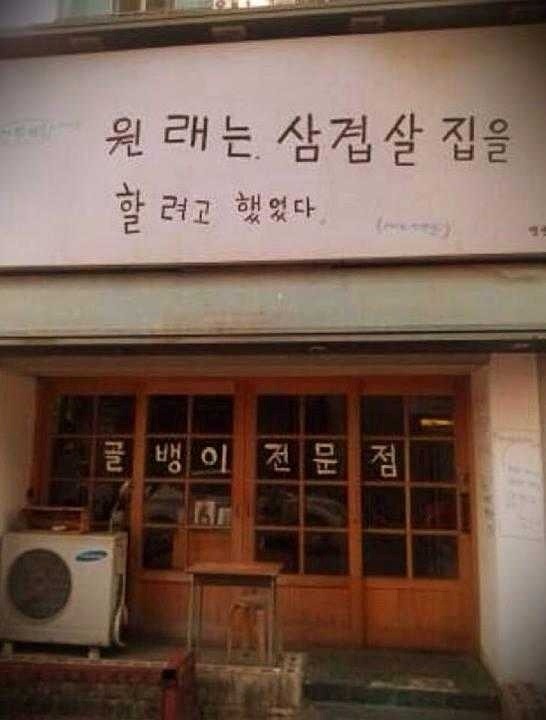 원래는. 삼겹살 집을
할려고 했었다.
골뱅이 전문점
SAMSUNG